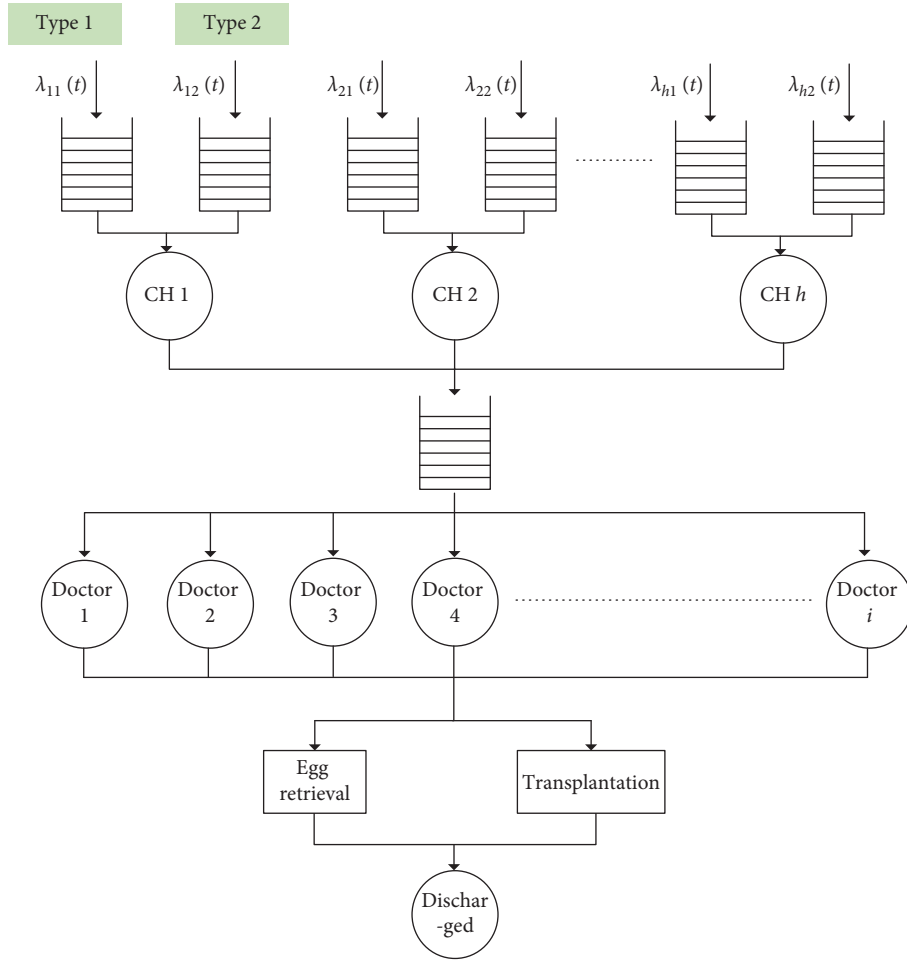 Type 1
Type 2
λ11 (t)
λ12 (t)
λ21 (t)
λ22 (t)
λh1 (t)
λh2 (t)
CH 1
CH 2
CH h
Doctor
1
Doctor
2
Doctor
3
Doctor
4
Doctor
i
Egg
retrieval
Transplantation
Dischar
-ged